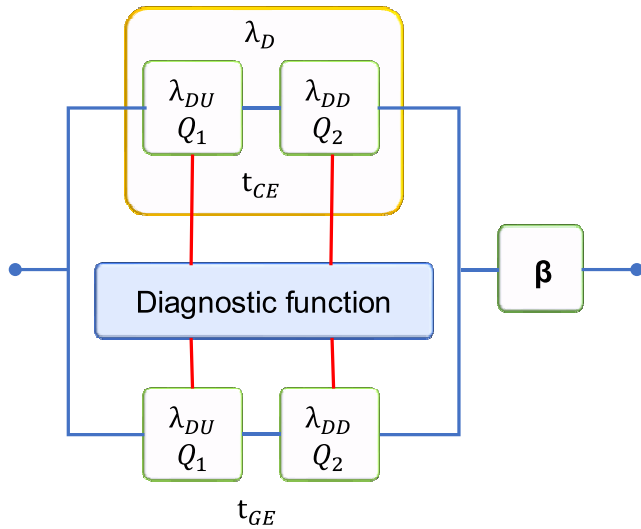 λ_D
λ_DU λ_DD
Q_1 Q_2
t_CE
Diagnostic function
β
λ_DU λ_DD
Q_1 Q_2
t_GE